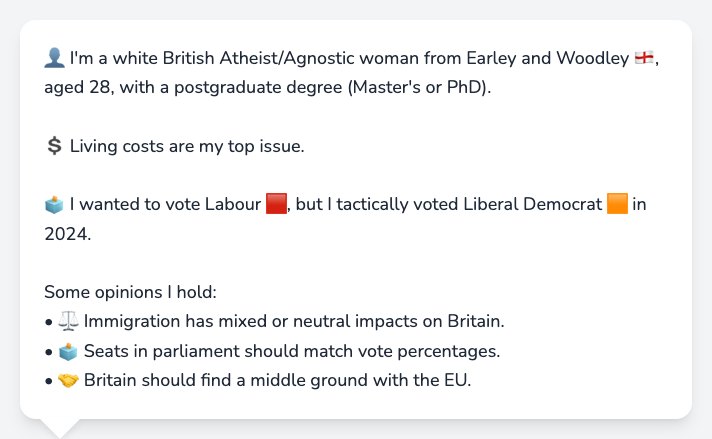 👤 I'm a white British Atheist/Agnostic woman from Earley and Woodley 🏴󠁧󠁢󠁥󠁮󠁧󠁿,
aged 28, with a postgraduate degree (Master's or PhD).
💲 Living costs are my top issue.
🗳️ I wanted to vote Labour 🟥, but I tactically voted Liberal Democrat 🟧 in
2024.
Some opinions I hold:
• ⚖️ Immigration has mixed or neutral impacts on Britain.
• 🗳️ Seats in parliament should match vote percentages.
• 🤝 Britain should find a middle ground with the EU.